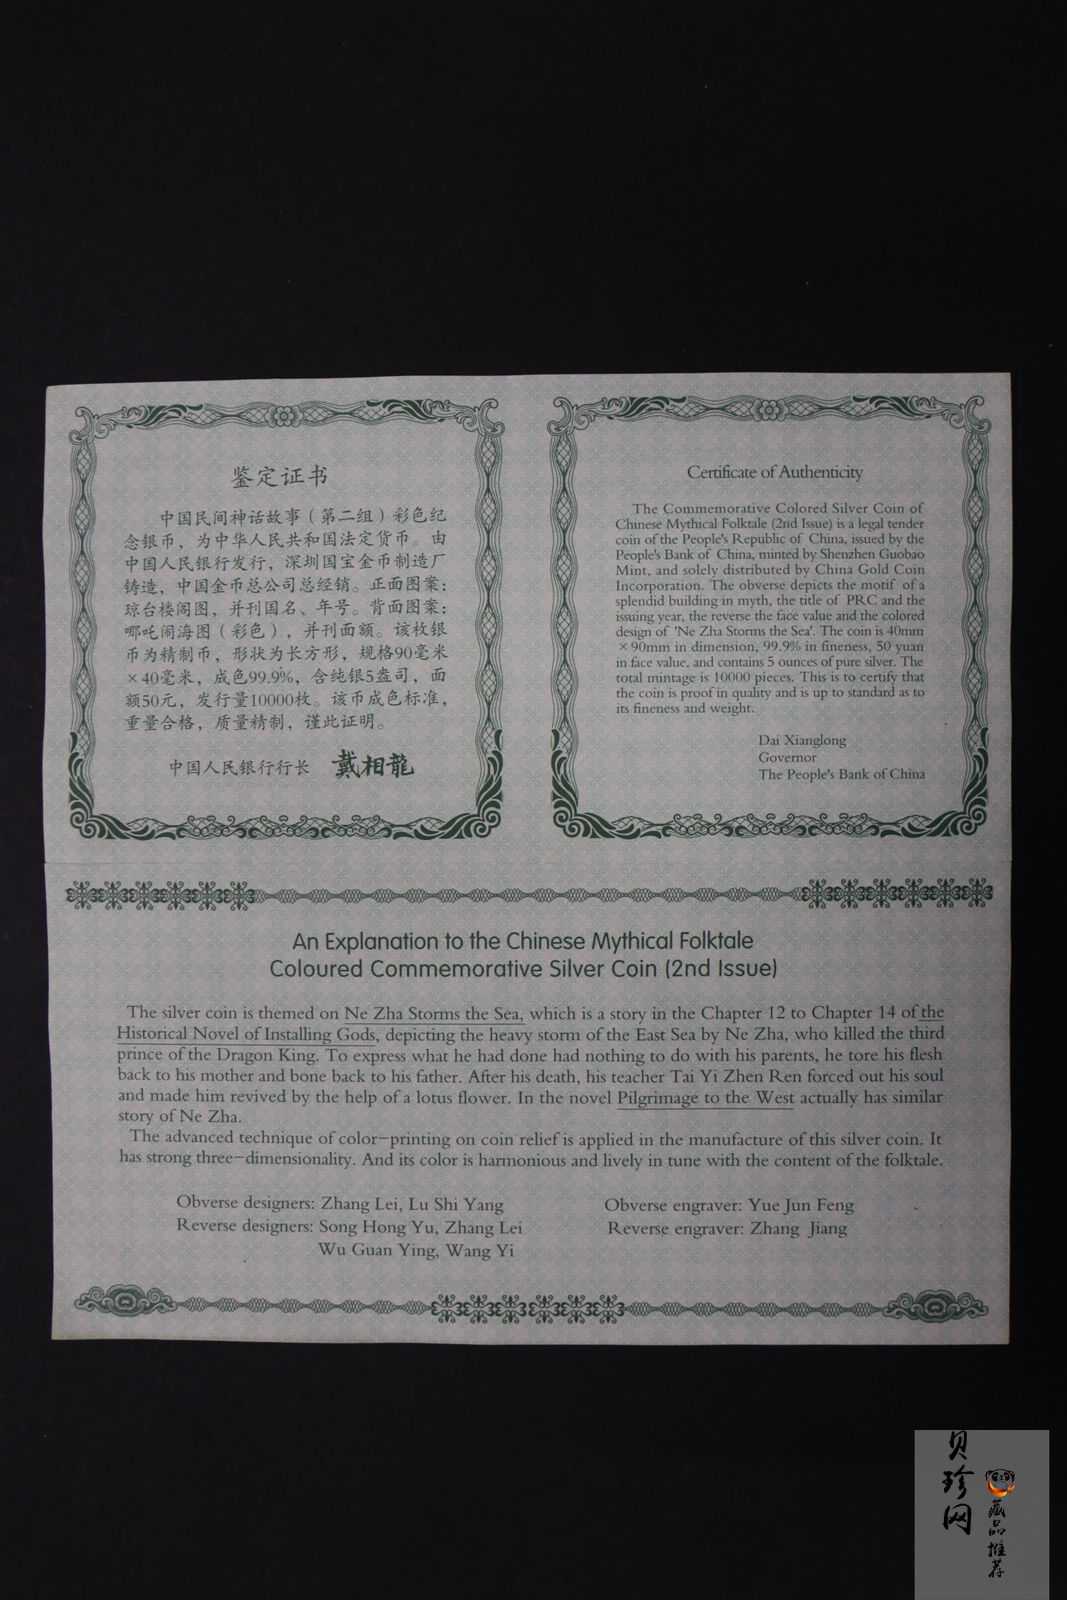 鉴定证书
中国民间神话故事（第二组）彩色纪
念银币，为中华人民共和国法定货币。由
中国人民银行发行，深圳国宝金币制造厂
铸造，中国金币总公司总经销。正面图案：
琼台楼阁图，并刊国名、年号。背面图案：
哪吒闹海图（彩色），并刊面额。该枚银
币为精制币，形状为长方形，规格90毫米
×40毫米，成色99.9%，含纯银5盎司，面
额50元，发行量10000枚。该币成色标准，
重量合格，质量精制，谨此证明。
中国人民银行行长 戴相龍
Certificate of Authenticity
The Commemorative Colored Silver Coin of
Chinese Mythical Folktale (2nd Issue) is a legal tender
coin of the People's Republic of China, issued by the
People's Bank of China, minted by Shenzhen Guobao
Mint, and solely distributed by China Gold Coin
Incorporation. The obverse depicts the motif of a
splendid building in myth, the title of PRC and the
issuing year, the reverse the face value and the colored
design of 'Ne Zha Storms the Sea'. The coin is 40mm
×90mm in dimension, 99.9% in fineness, 50 yuan
in face value, and contains 5 ounces of pure silver. The
total mintage is 10000 pieces. This is to certify that
the coin is proof in quality and is up to standard as to
its fineness and weight.
Dai Xianglong
Governor
The People's Bank of China
An Explanation to the Chinese Mythical Folktale
Coloured Commemorative Silver Coin (2nd Issue)
The silver coin is themed on Ne Zha Storms the Sea, which is a story in the Chapter 12 to Chapter 14 of the
Historical Novel of Installing Gods, depicting the heavy storm of the East Sea by Ne Zha, who killed the third
prince of the Dragon King. To express what he had done had nothing to do with his parents, he tore his flesh
back to his mother and bone back to his father. After his death, his teacher Tai Yi Zhen Ren forced out his soul
and made him revived by the help of a lotus flower. In the novel Pilgrimage to the West actually has similar
story of Ne Zha.
The advanced technique of color-printing on coin relief is applied in the manufacture of this silver coin. It
has strong three-dimensionality. And its color is harmonious and lively in tune with the content of the folktale.
Obverse designers: Zhang Lei, Lu Shi Yang
Reverse designers: Song Hong Yu, Zhang Lei
Wu Guan Ying, Wang Yi
Obverse engraver: Yue Jun Feng
Reverse engraver: Zhang Jiang
贝珍网
藏品推荐